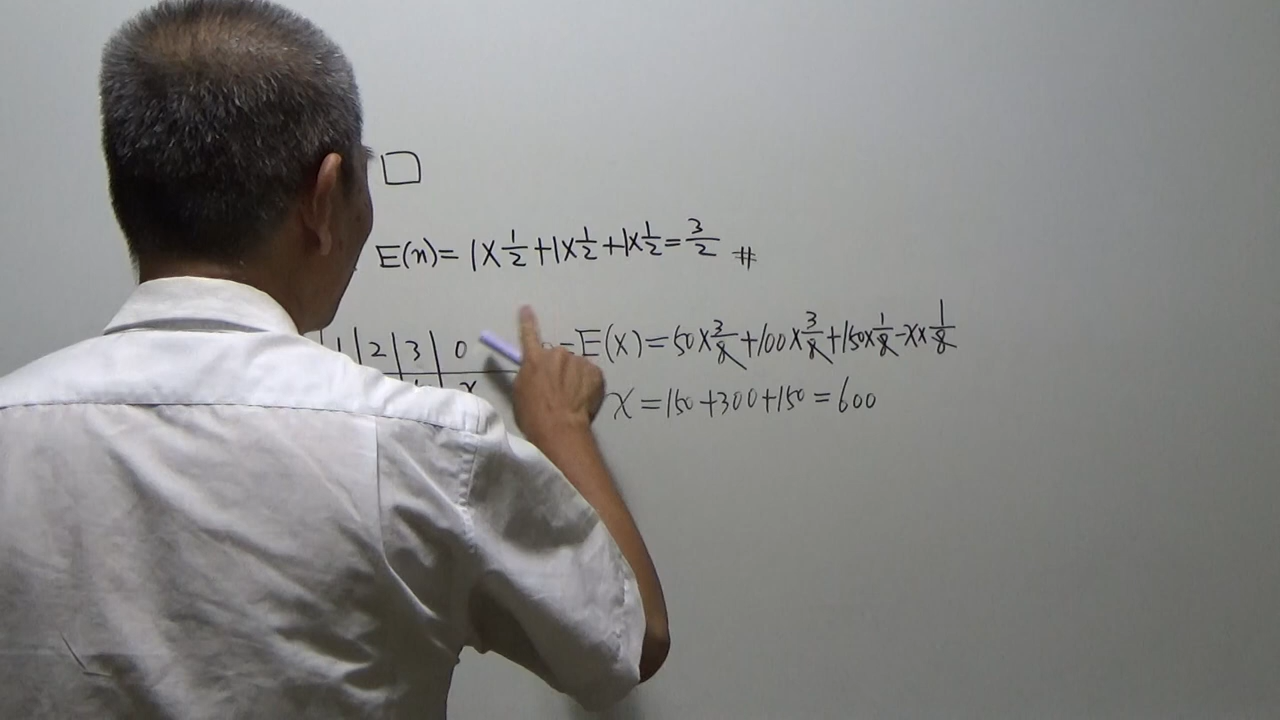 E(n)= 1×1/2+1×1/2+1×1/2=3/2 #
1|2|3|0
0=E(X)=50×3/8+100×3/8+150×1/8-x×1/8
x
x=150+300+150=600